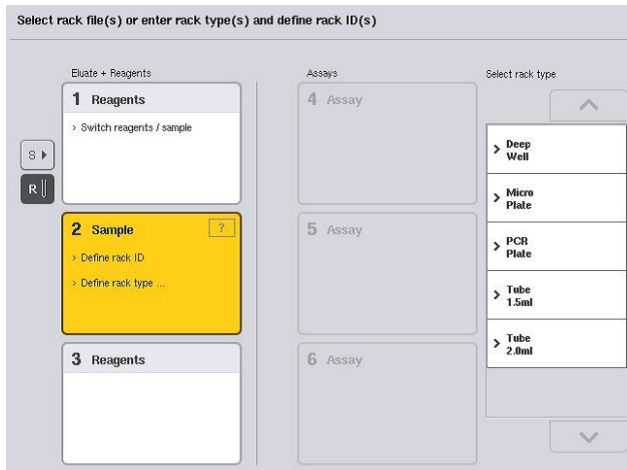 Select rack file(s) or enter rack type(s) and define rack ID(s)
Eluate + Reagents
Assays
Select rack type
1 Reagents
> Switch reagents / sample
S
R
2 Sample ?
> Define rack ID
> Define rack type ...
3 Reagents
4 Assay
5 Assay
6 Assay
> Deep
Well
> Micro
Plate
> PCR
Plate
> Tube
1.5ml
> Tube
2.0ml